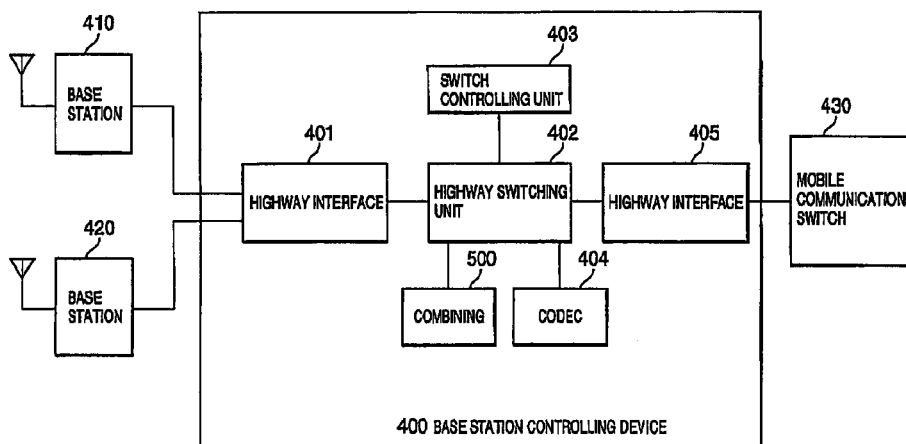 410
BASE
STATION
420
BASE
STATION
401
HIGHWAY INTERFACE
403
SWITCH
CONTROLLING UNIT
402
HIGHWAY SWITCHING
UNIT
405
HIGHWAY INTERFACE
500
COMBINING
404
CODEC
430
MOBILE
COMMUNICATION
SWITCH
400 BASE STATION CONTROLLING DEVICE